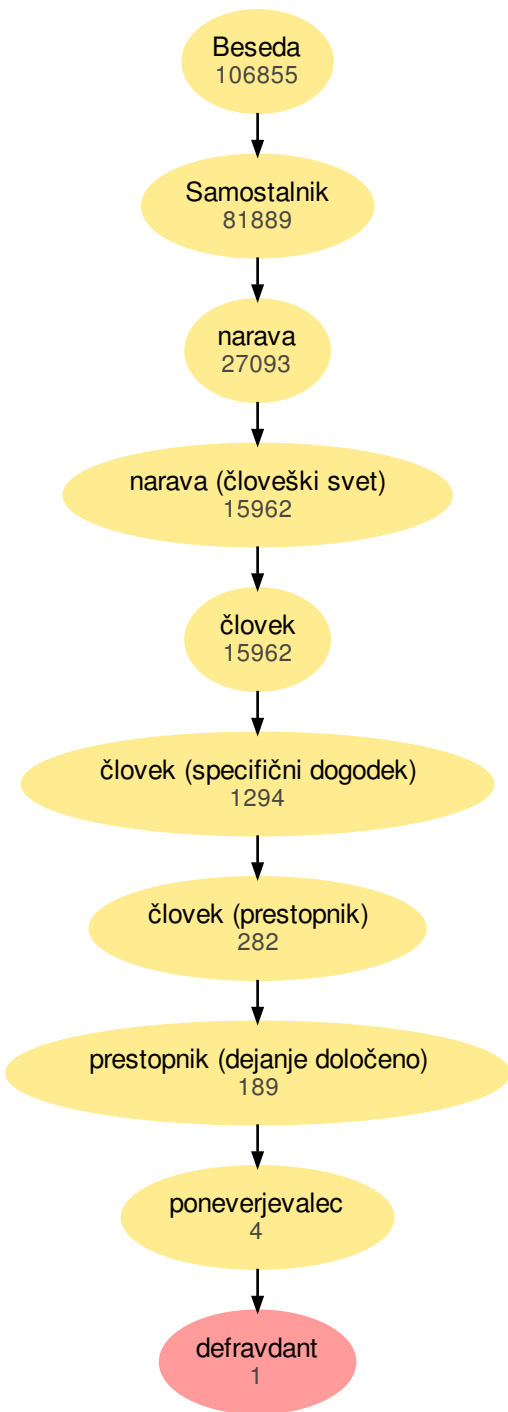 Beseda
106855
Samostalnik
81889
narava
27093
narava (človeški svet)
15962
človek
15962
človek (specifični dogodek)
1294
človek (prestopnik)
282
prestopnik (dejanje določeno)
189
poneverjevalec
4
defravdant
1